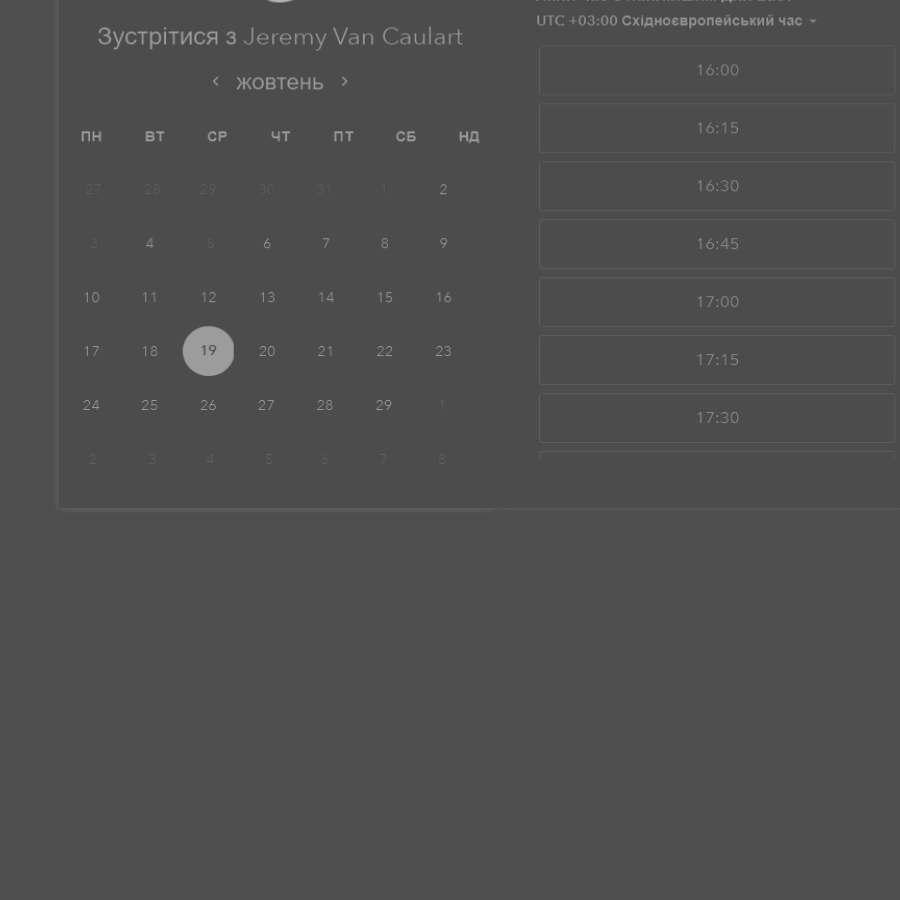 Зустрітися з Jeremy Van Caulart
жовтень
ПН ВТ СР ЧТ ПТ СБ НД
27 28 29 30 31 1 2
3 4 5 6 7 8 9
10 11 12 13 14 15 16
17 18 19 20 21 22 23
24 25 26 27 28 29 1
2 3 4 5 6 7 8
UTC +03:00 Східноєвропейський час
16:00
16:15
16:30
16:45
17:00
17:15
17:30